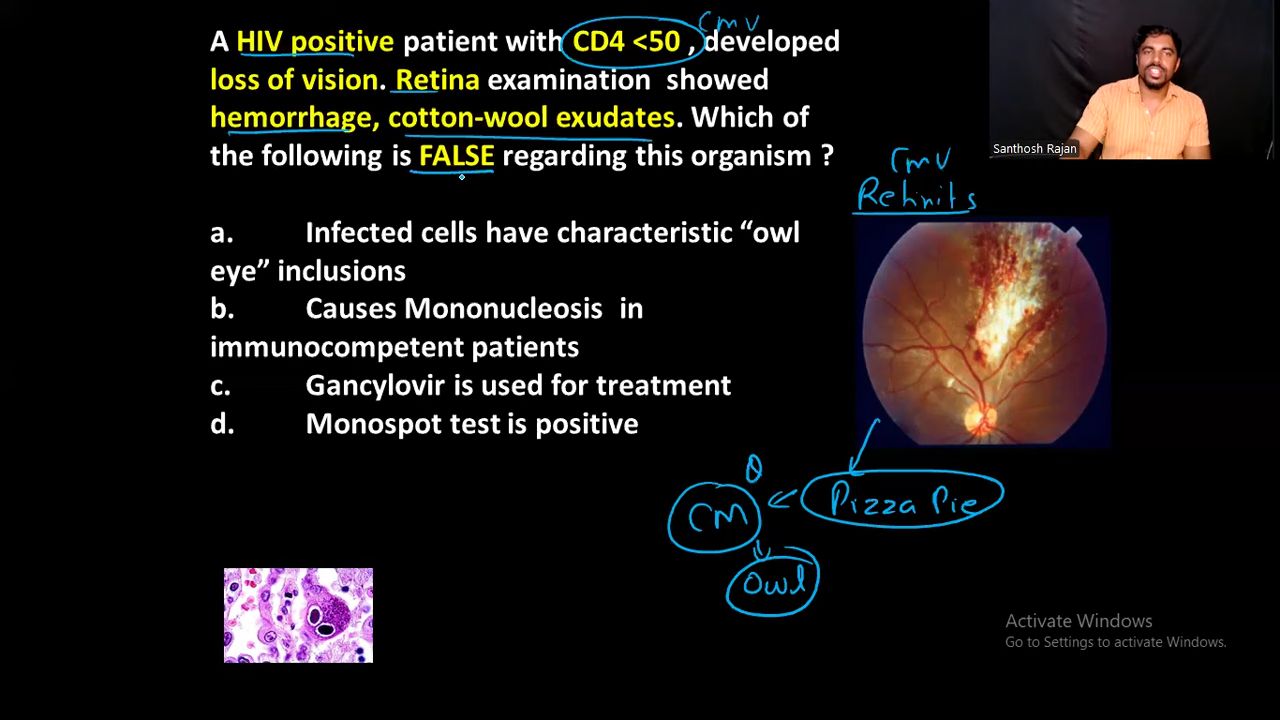 A HIV positive patient with CD4 <50 , developed
cmv
loss of vision. Retina examination showed
hemorrhage, cotton-wool exudates. Which of
the following is FALSE regarding this organism ?
Santhosh Rajan
CmV
Retinits
a. Infected cells have characteristic “owl
eye” inclusions
b. Causes Mononucleosis in
immunocompetent patients
c. Gancylovir is used for treatment
d. Monospot test is positive
Pizza Pie
CM
Owl
Activate Windows
Go to Settings to activate Windows.